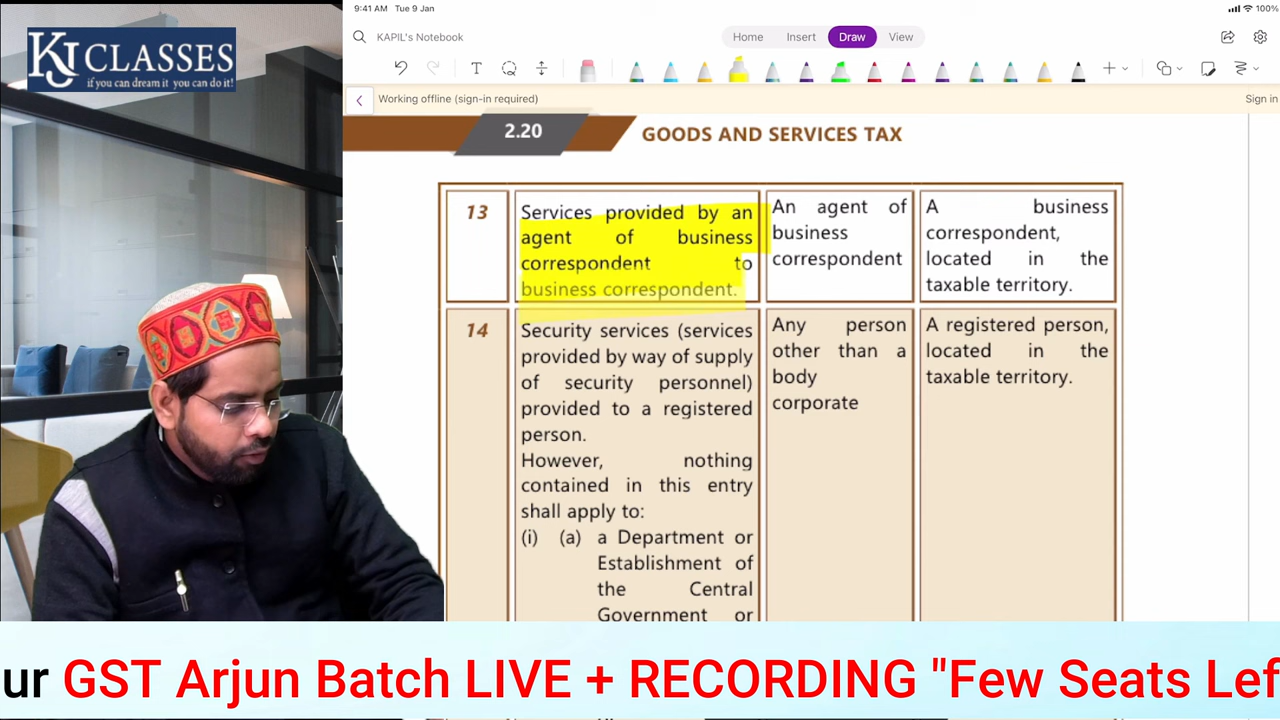 KJ CLASSES
if you can dream it you can do it!
9:41 AM Tue 9 Jan
100%
KAPIL's Notebook
Home Insert Draw View
Working offline (sign-in required)
Sign in
2.20 GOODS AND SERVICES TAX
13
Services provided by an
agent of business
correspondent to
business correspondent.
An agent of
business
correspondent
A business
correspondent,
located in the
taxable territory.
14
Security services (services
provided by way of supply
of security personnel)
provided to a registered
person.
However, nothing
contained in this entry
shall apply to:
(i) (a) a Department or
Establishment of
the Central
Government or
Any person
other than a
body
corporate
A registered person,
located in the
taxable territory.
ur GST Arjun Batch LIVE + RECORDING "Few Seats Lef